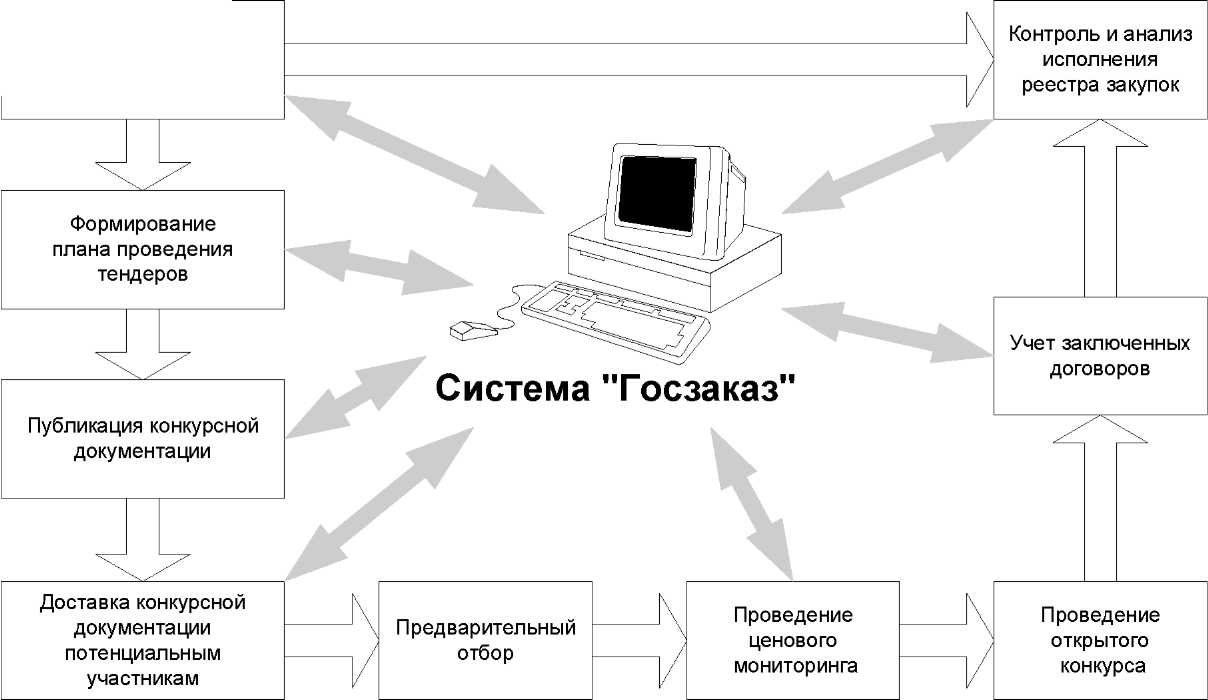 Контроль и анализ
исполнения
реестра закупок
Формирование
плана проведения
тендеров
Учет заключенных
договоров
Система "Госзаказ"
Публикация конкурсной
документации
Доставка конкурсной
документации
потенциальным
участникам
Предварительный
отбор
Проведение
ценового
мониторинга
Проведение
открытого
конкурса